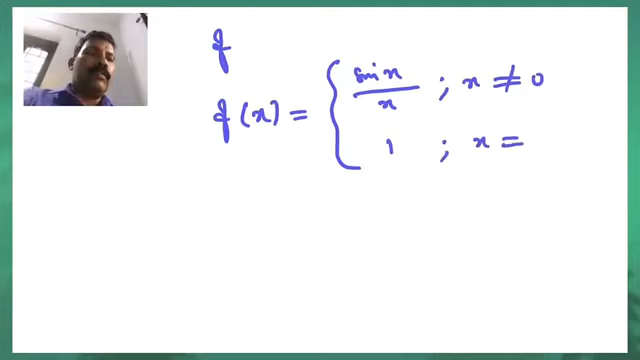 f
f(x) = { sin x / x ; x ≠ 0
1 ; x =